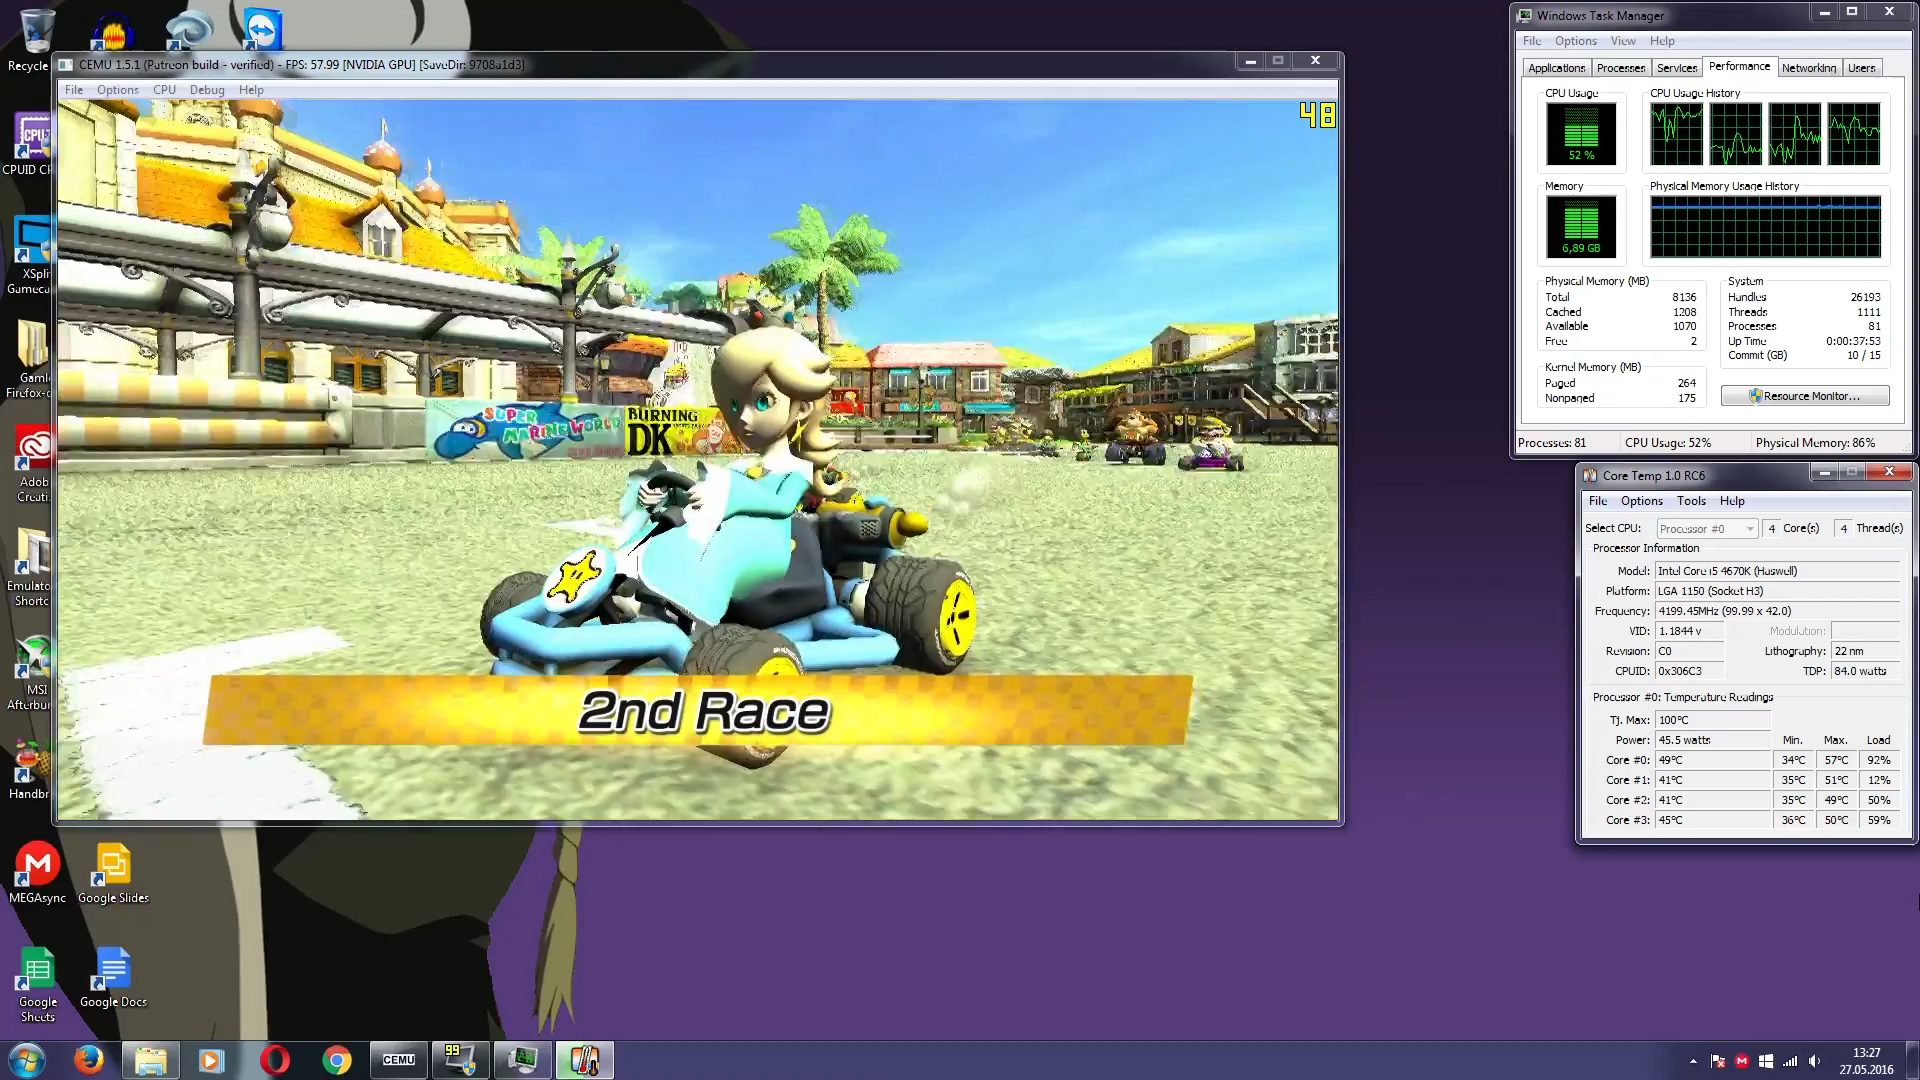 Recycle
CPUID CP
XSpli
Gameca
Gamle
Firefox-d
Adob
Creati
Emulato
Shortc
MSI
Afterbu
Handbr
MEGAsync
Google Slides
Google
Sheets
Google Docs
CEMU 1.5.1 (Patreon build - verified) - FPS: 57.99 [NVIDIA GPU] [SaveDir: 9708a1d3]
File Options CPU Debug Help
48
SUPER
MARINE WORLD
BURNING
DK
2nd Race
Windows Task Manager
File Options View Help
Applications Processes Services Performance Networking Users
CPU Usage CPU Usage History
52 %
Memory Physical Memory Usage History
6,89 GB
Physical Memory (MB)
Total 8136
Cached 1208
Available 1070
Free 2
Kernel Memory (MB)
Paged 264
Nonpaged 175
System
Handles 26193
Threads 1111
Processes 81
Up Time 0:00:37:53
Commit (GB) 10 / 15
Resource Monitor...
Processes: 81 CPU Usage: 52% Physical Memory: 86%
Core Temp 1.0 RC6
File Options Tools Help
Select CPU: Processor #0 4 Core(s) 4 Thread(s)
Processor Information
Model: Intel Core i5 4670K (Haswell)
Platform: LGA 1150 (Socket H3)
Frequency: 4199.45MHz (99.99 x 42.0)
VID: 1.1844 v Modulation:
Revision: C0 Lithography: 22 nm
CPUID: 0x306C3 TDP: 84.0 watts
Processor #0: Temperature Readings
Tj. Max: 100°C
Power: 45.5 watts Min. Max. Load
Core #0: 49°C 34°C 57°C 92%
Core #1: 41°C 35°C 51°C 12%
Core #2: 41°C 35°C 49°C 50%
Core #3: 45°C 36°C 50°C 59%
CEMU
99
13:27
27.05.2016